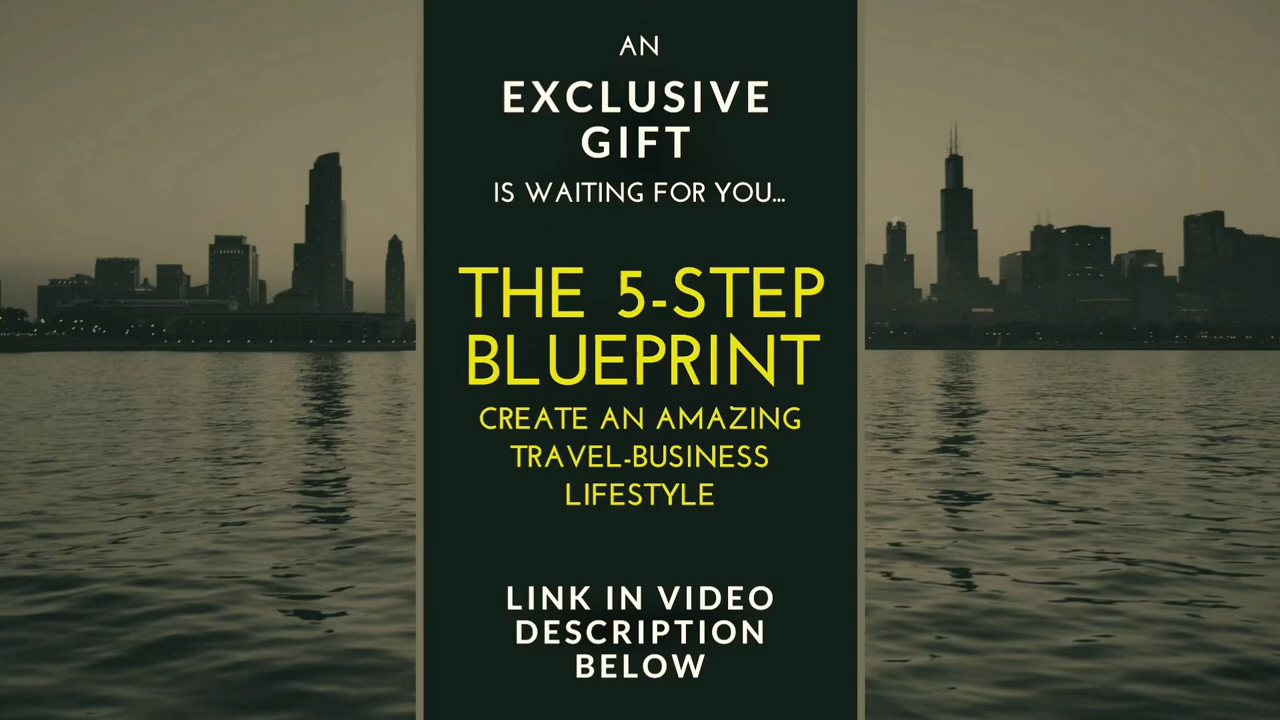 AN
EXCLUSIVE
GIFT
IS WAITING FOR YOU...
THE 5-STEP
BLUEPRINT
CREATE AN AMAZING
TRAVEL-BUSINESS
LIFESTYLE
LINK IN VIDEO
DESCRIPTION
BELOW